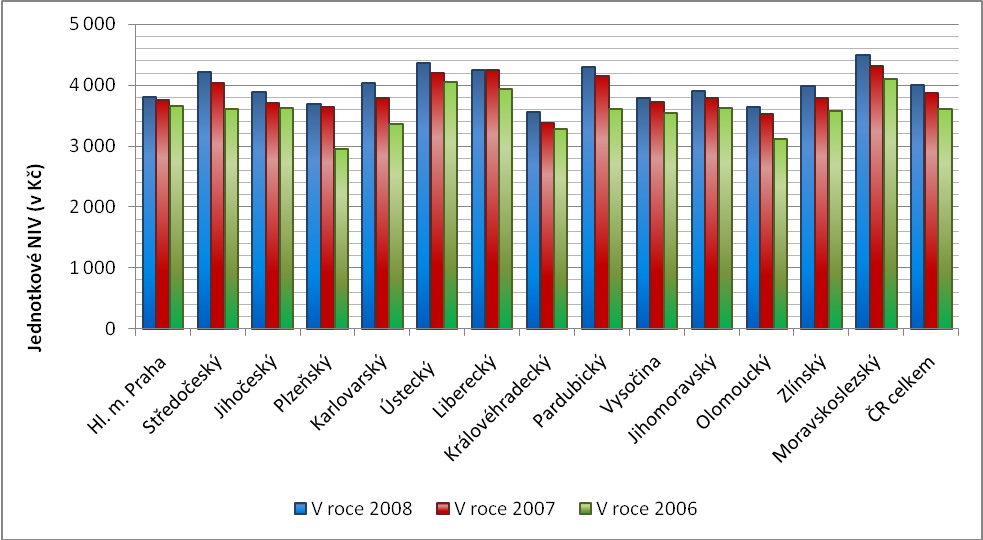 Jednotkové NIV (v Kč)
5 000
4 000
3 000
2 000
1 000
0
Hl. m. Praha
Středočeský
Jihočeský
Plzeňský
Karlovarský
Ústecký
Liberecký
Královéhradecký
Pardubický
Vysočina
Jihomoravský
Olomoucký
Zlínský
Moravskoslezský
ČR celkem
V roce 2008 V roce 2007 V roce 2006